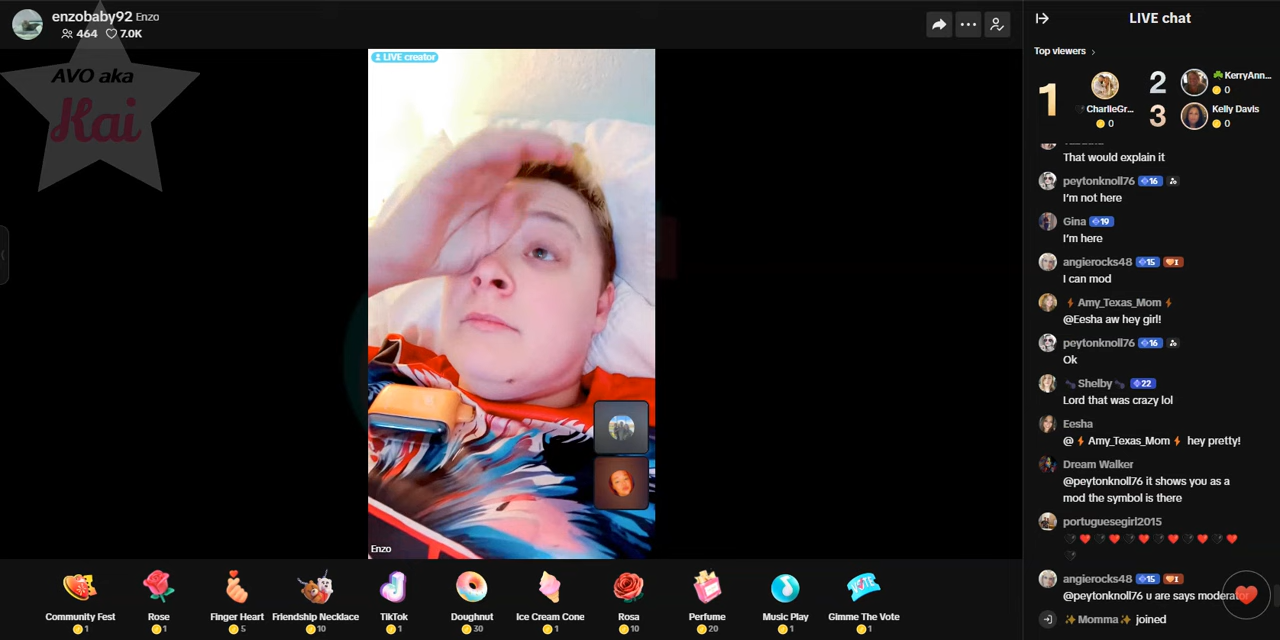 enzobaby92 Enzo
464 7.0K
AVO aka
Kai
LIVE creator
Enzo
Community Fest
1
Rose
1
Finger Heart
5
Friendship Necklace
10
TikTok
1
Doughnut
30
Ice Cream Cone
1
Rosa
10
Perfume
20
Music Play
1
Gimme The Vote
1
LIVE chat
Top viewers >
1
CharlieGr...
0
2
KerryAnn...
0
3
Kelly Davis
0
That would explain it
peytonknoll76 16
I'm not here
Gina 19
I'm here
angierocks48 15 I
I can mod
Amy_Texas_Mom
@Eesha aw hey girl!
peytonknoll76 16
Ok
Shelby 22
Lord that was crazy lol
Eesha
@ Amy_Texas_Mom hey pretty!
Dream Walker
@peytonknoll76 it shows you as a
mod the symbol is there
portuguesegirl2015
angierocks48 15 I
@peytonknoll76 u are says moderator
Momma joined